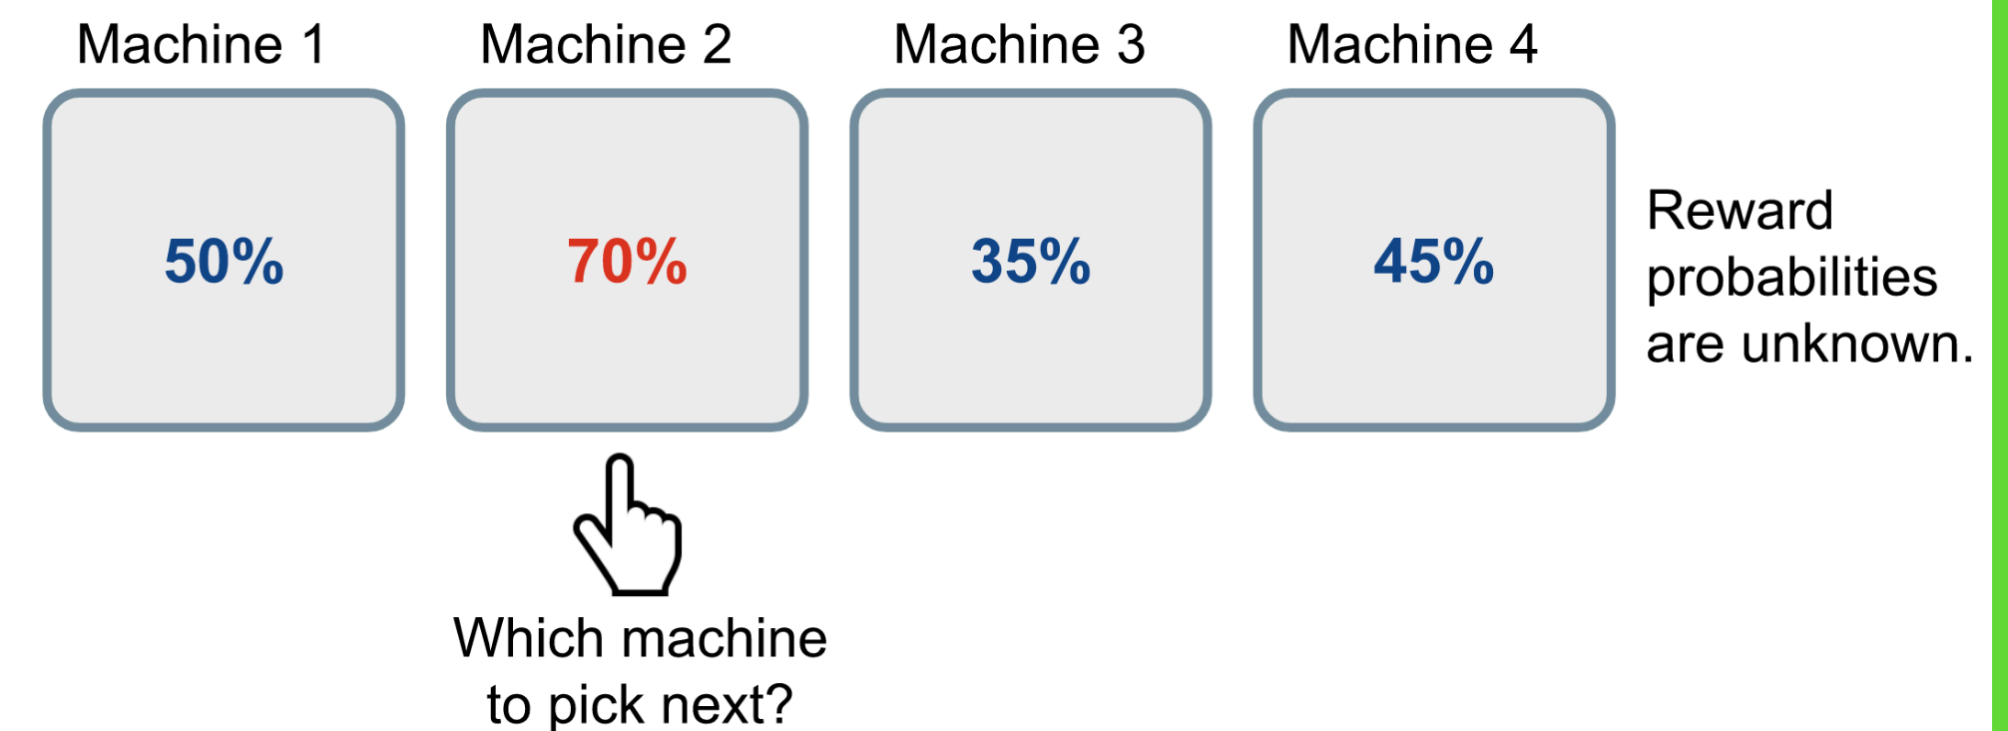 Machine 1
Machine 2
Machine 3
Machine 4
50%
70%
35%
45%
Reward
probabilities
are unknown.
Which machine
to pick next?